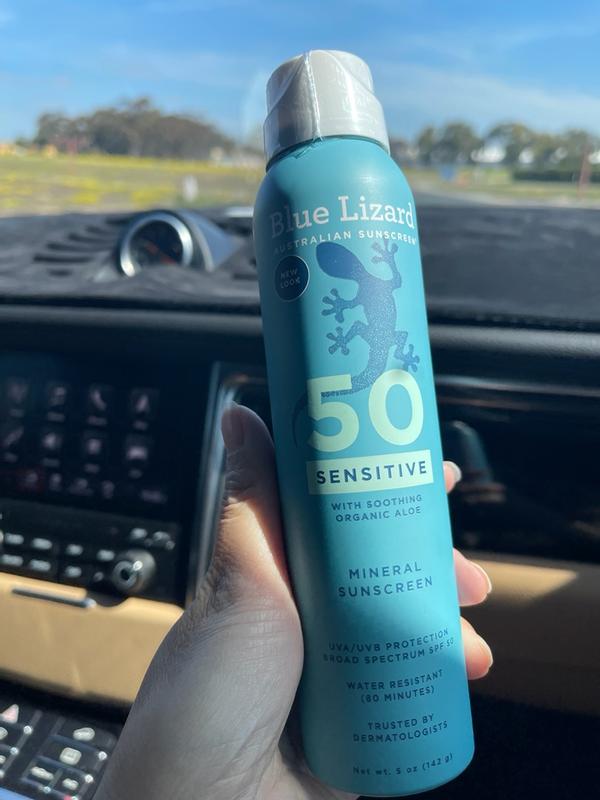 Blue Lizard
AUSTRALIAN SUNSCREEN
NEW
LOOK
50
SENSITIVE
WITH SOOTHING
ORGANIC ALOE
MINERAL
SUNSCREEN
UVA/UVB PROTECTION
BROAD SPECTRUM SPF 50
WATER RESISTANT
(80 MINUTES)
TRUSTED BY
DERMATOLOGISTS
Net wt. 5 oz (142 g)